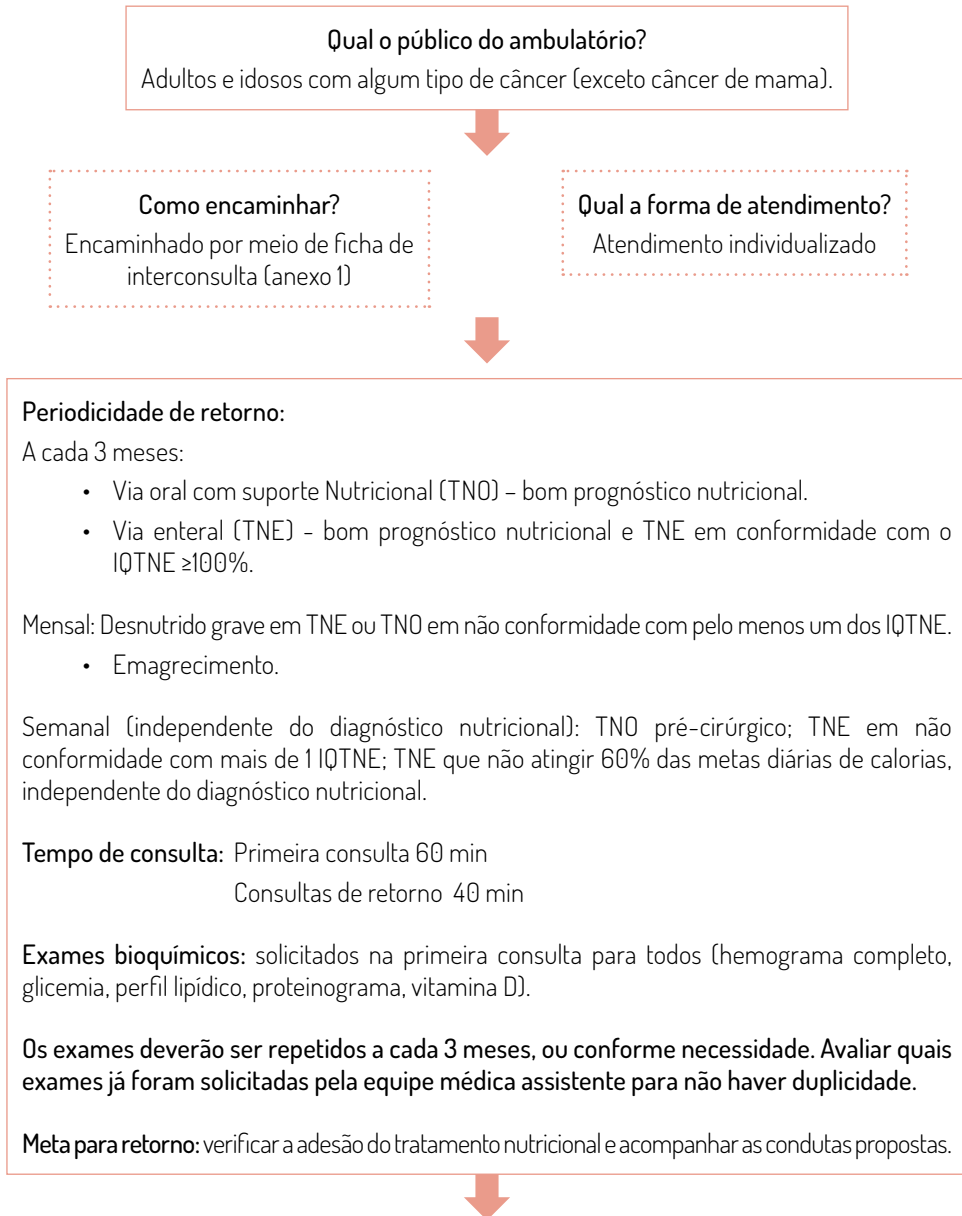 Qual o público do ambulatório?
Adultos e idosos com algum tipo de câncer (exceto câncer de mama).
Como encaminhar?
Encaminhado por meio de ficha de
interconsulta (anexo 1)
Qual a forma de atendimento?
Atendimento individualizado
Periodicidade de retorno:
A cada 3 meses:
• Via oral com suporte Nutricional (TNO) – bom prognóstico nutricional.
• Via enteral (TNE) - bom prognóstico nutricional e TNE em conformidade com o
IQTNE ≥100%.
Mensal: Desnutrido grave em TNE ou TNO em não conformidade com pelo menos um dos IQTNE.
• Emagrecimento.
Semanal (independente do diagnóstico nutricional): TNO pré-cirúrgico; TNE em não
conformidade com mais de 1 IQTNE; TNE que não atingir 60% das metas diárias de calorias,
independente do diagnóstico nutricional.
Tempo de consulta: Primeira consulta 60 min
Consultas de retorno 40 min
Exames bioquímicos: solicitados na primeira consulta para todos (hemograma completo,
glicemia, perfil lipídico, proteinograma, vitamina D).
Os exames deverão ser repetidos a cada 3 meses, ou conforme necessidade. Avaliar quais
exames já foram solicitadas pela equipe médica assistente para não haver duplicidade.
Meta para retorno: verificar a adesão do tratamento nutricional e acompanhar as condutas propostas.